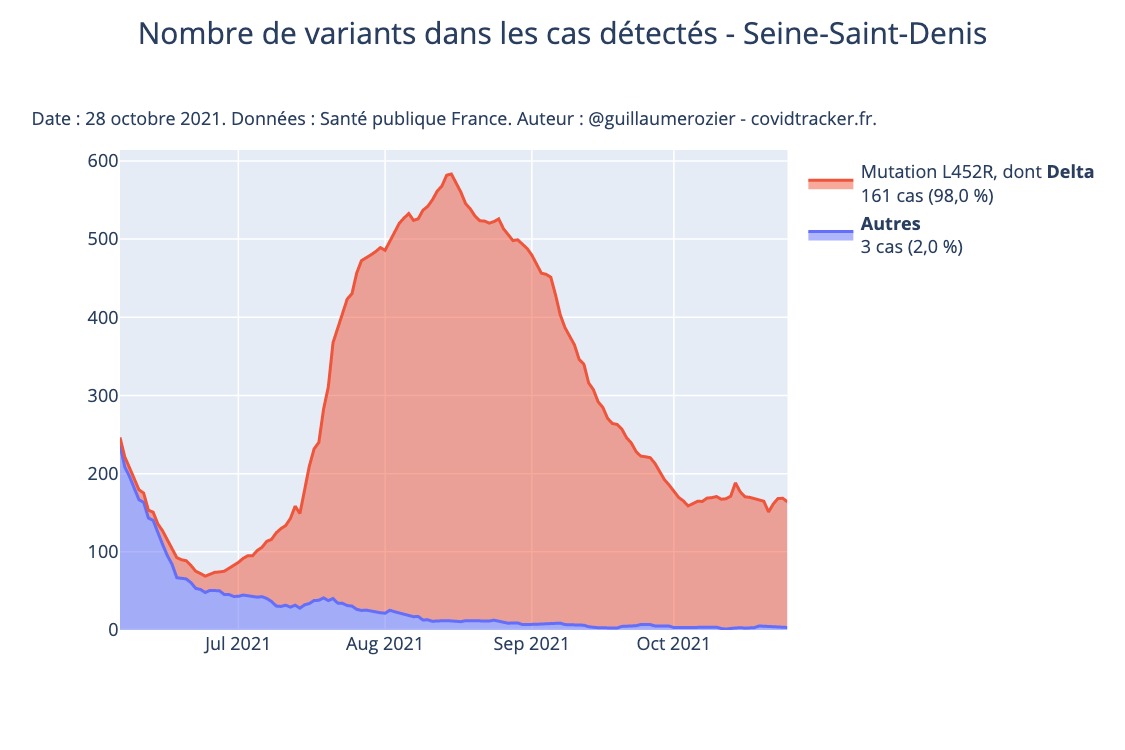 Nombre de variants dans les cas détectés - Seine-Saint-Denis
Date : 28 octobre 2021. Données : Santé publique France. Auteur : @guillaumerozier - covidtracker.fr.
600
500
400
300
200
100
0
Jul 2021
Aug 2021
Sep 2021
Oct 2021
Mutation L452R, dont Delta
161 cas (98,0 %)
Autres
3 cas (2,0 %)